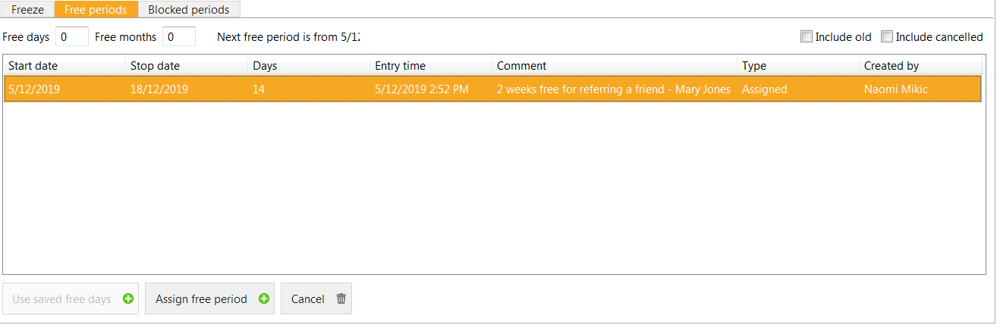 Freeze Free periods Blocked periods
Free days 0 Free months 0 Next free period is from 5/12 Include old Include cancelled
Start date Stop date Days Entry time Comment Type Created by
5/12/2019 18/12/2019 14 5/12/2019 2:52 PM 2 weeks free for referring a friend - Mary Jones Assigned Naomi Mikic
Use saved free days Assign free period Cancel